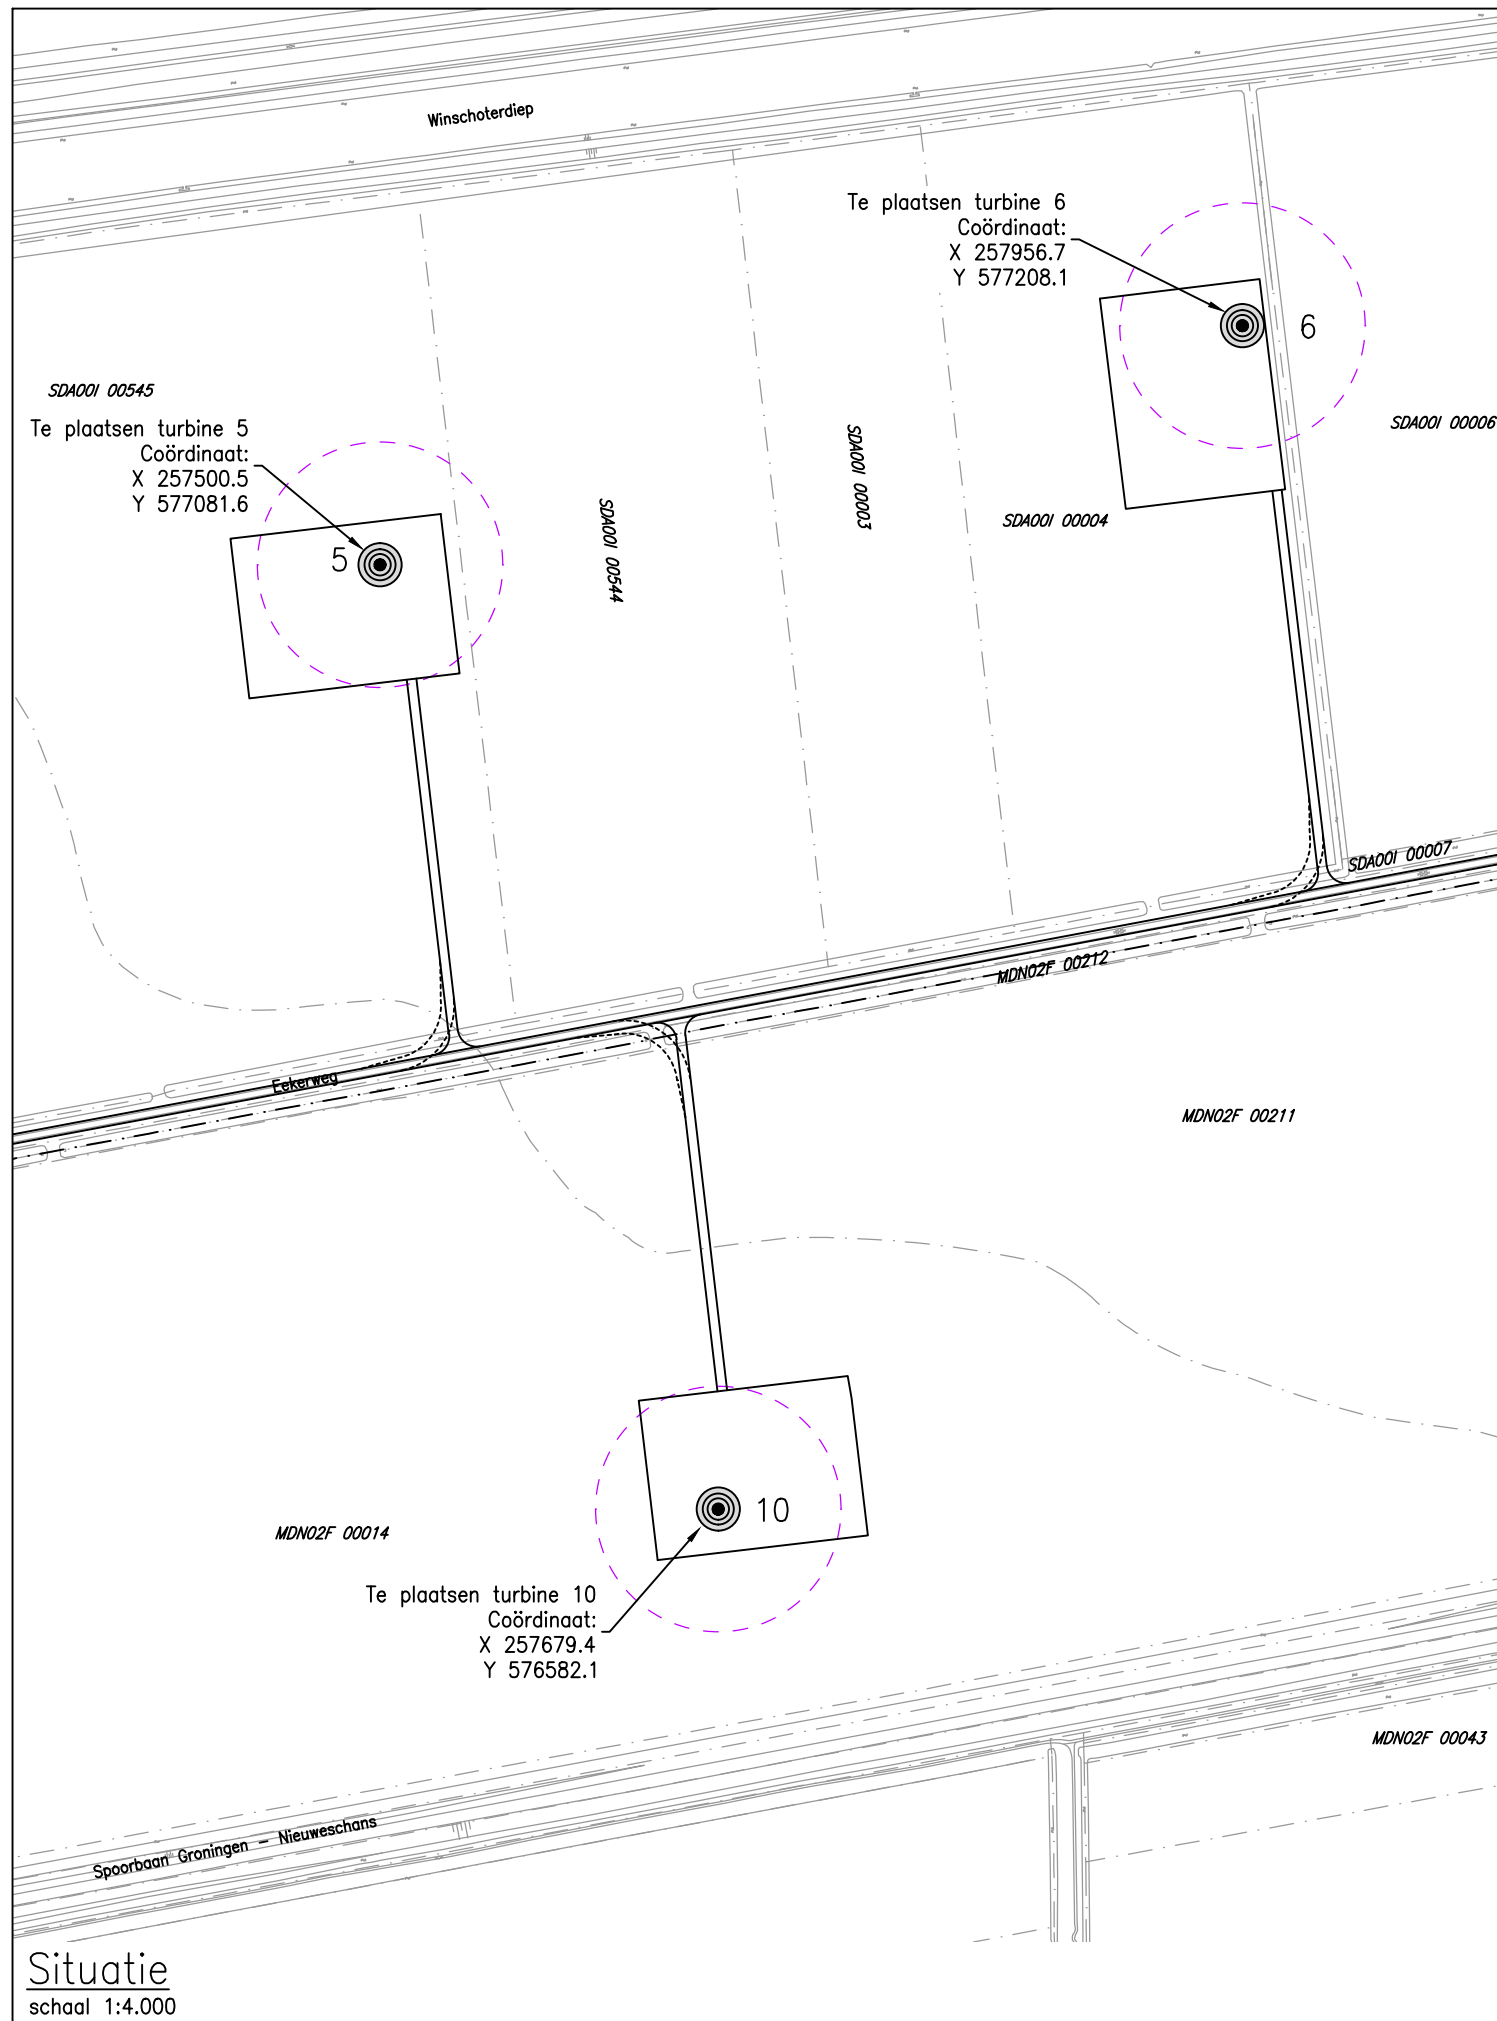 Winschoterdiep
Te plaatsen turbine 6
Coördinaat:
X 257956.7
Y 577208.1
6
SDA00I 00545
SDA00I 00006
Te plaatsen turbine 5
Coördinaat:
X 257500.5
Y 577081.6
5
SDA00I 00544
SDA00I 00003
SDA00I 00004
SDA00I 00007
MDN02F 00212
Eekerweg
MDN02F 00211
10
MDN02F 00014
Te plaatsen turbine 10
Coördinaat:
X 257679.4
Y 576582.1
MDN02F 00043
Spoorbaan Groningen - Nieuweschans
Situatie
schaal 1:4.000